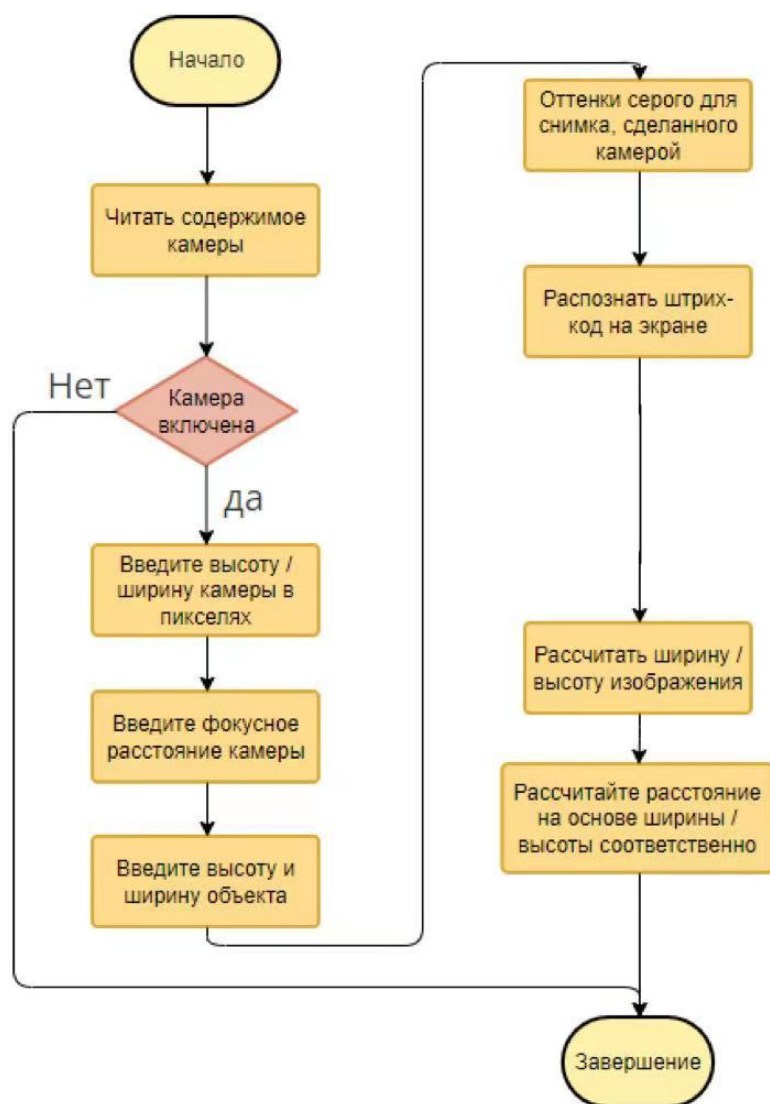 Начало
Читать содержимое
камеры
Нет
Камера
включена
да
Введите высоту /
ширину камеры в
пикселях
Введите фокусное
расстояние камеры
Введите высоту и
ширину объекта
Оттенки серого для
снимка, сделанного
камерой
Распознать штрих-
код на экране
Рассчитать ширину /
высоту изображения
Рассчитайте расстояние
на основе ширины /
высоты соответственно
Завершение